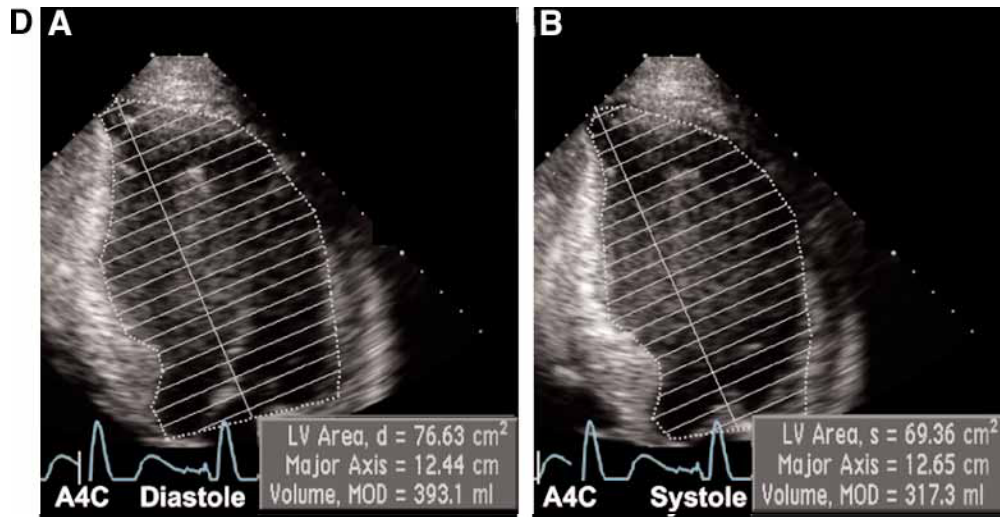 D
A
B
LV Area, d = 76.63 cm²
Major Axis = 12.44 cm
Volume, MOD = 393.1 ml
A4C Diastole
LV Area, s = 69.36 cm²
Major Axis = 12.65 cm
Volume, MOD = 317.3 ml
A4C Systole